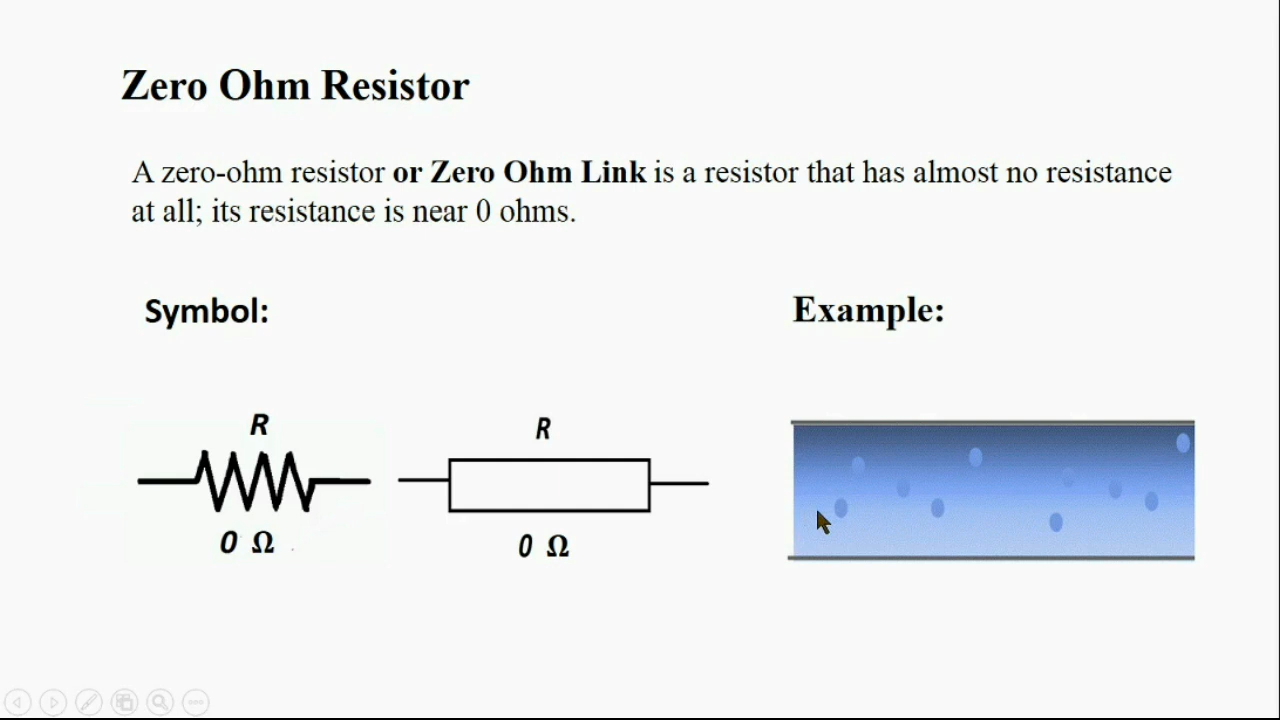 Zero Ohm Resistor
A zero-ohm resistor or Zero Ohm Link is a resistor that has almost no resistance
at all; its resistance is near 0 ohms.
Symbol:
Example:
R
R
0 Ω
0 Ω